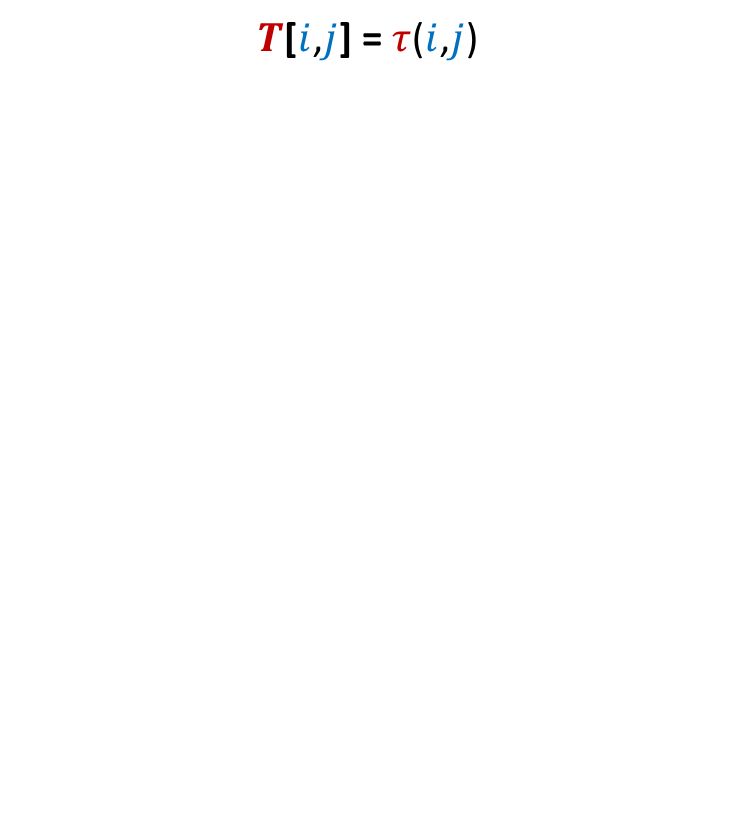 T[i,j] = τ(i,j)